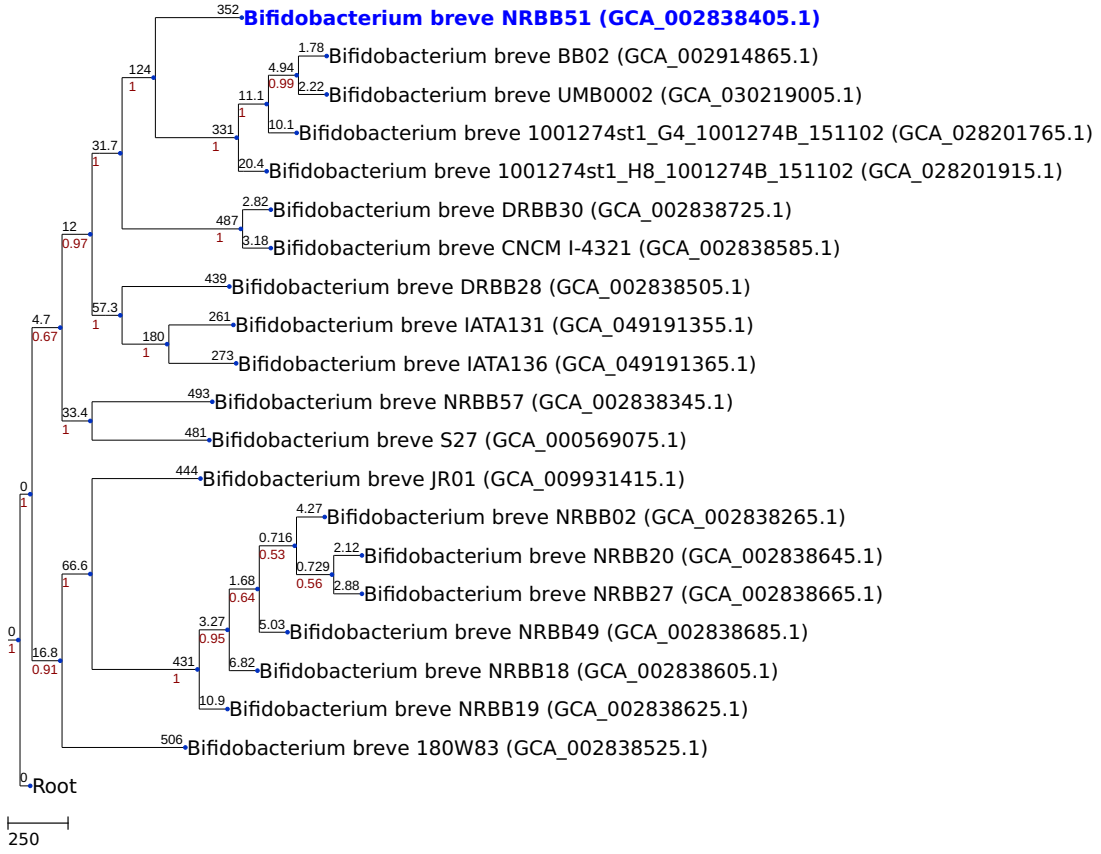 352
Bifidobacterium breve NRBB51 (GCA_002838405.1)
1.78
Bifidobacterium breve BB02 (GCA_002914865.1)
4.94
0.99
124
1
2.22
Bifidobacterium breve UMB0002 (GCA_030219005.1)
11.1
1
10.1
Bifidobacterium breve 1001274st1_G4_1001274B_151102 (GCA_028201765.1)
331
1
31.7
1
20.4
Bifidobacterium breve 1001274st1_H8_1001274B_151102 (GCA_028201915.1)
2.82
Bifidobacterium breve DRBB30 (GCA_002838725.1)
487
1
12
0.97
3.18
Bifidobacterium breve CNCM I-4321 (GCA_002838585.1)
439
Bifidobacterium breve DRBB28 (GCA_002838505.1)
57.3
1
4.7
0.67
261
Bifidobacterium breve IATA131 (GCA_049191355.1)
180
1
273
Bifidobacterium breve IATA136 (GCA_049191365.1)
493
Bifidobacterium breve NRBB57 (GCA_002838345.1)
33.4
1
481
Bifidobacterium breve S27 (GCA_000569075.1)
444
Bifidobacterium breve JR01 (GCA_009931415.1)
0
1
4.27
Bifidobacterium breve NRBB02 (GCA_002838265.1)
0.716
0.53
2.12
Bifidobacterium breve NRBB20 (GCA_002838645.1)
66.6
1
0.729
0.56
1.68
0.64
2.88
Bifidobacterium breve NRBB27 (GCA_002838665.1)
5.03
Bifidobacterium breve NRBB49 (GCA_002838685.1)
3.27
0.95
0
1
16.8
0.91
431
1
6.82
Bifidobacterium breve NRBB18 (GCA_002838605.1)
10.9
Bifidobacterium breve NRBB19 (GCA_002838625.1)
506
Bifidobacterium breve 180W83 (GCA_002838525.1)
0
Root
250